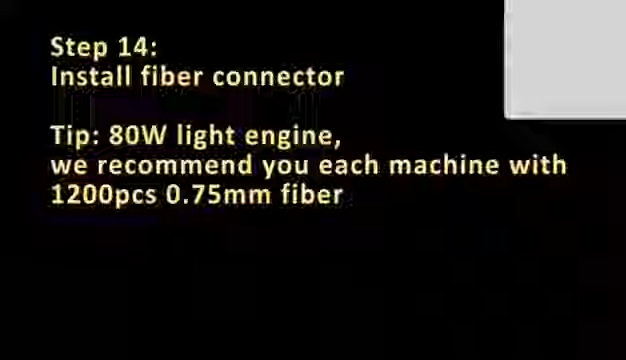 Step 14:
Install fiber connector
Tip: 80W light engine,
we recommend you each machine with
1200pcs 0.75mm fiber